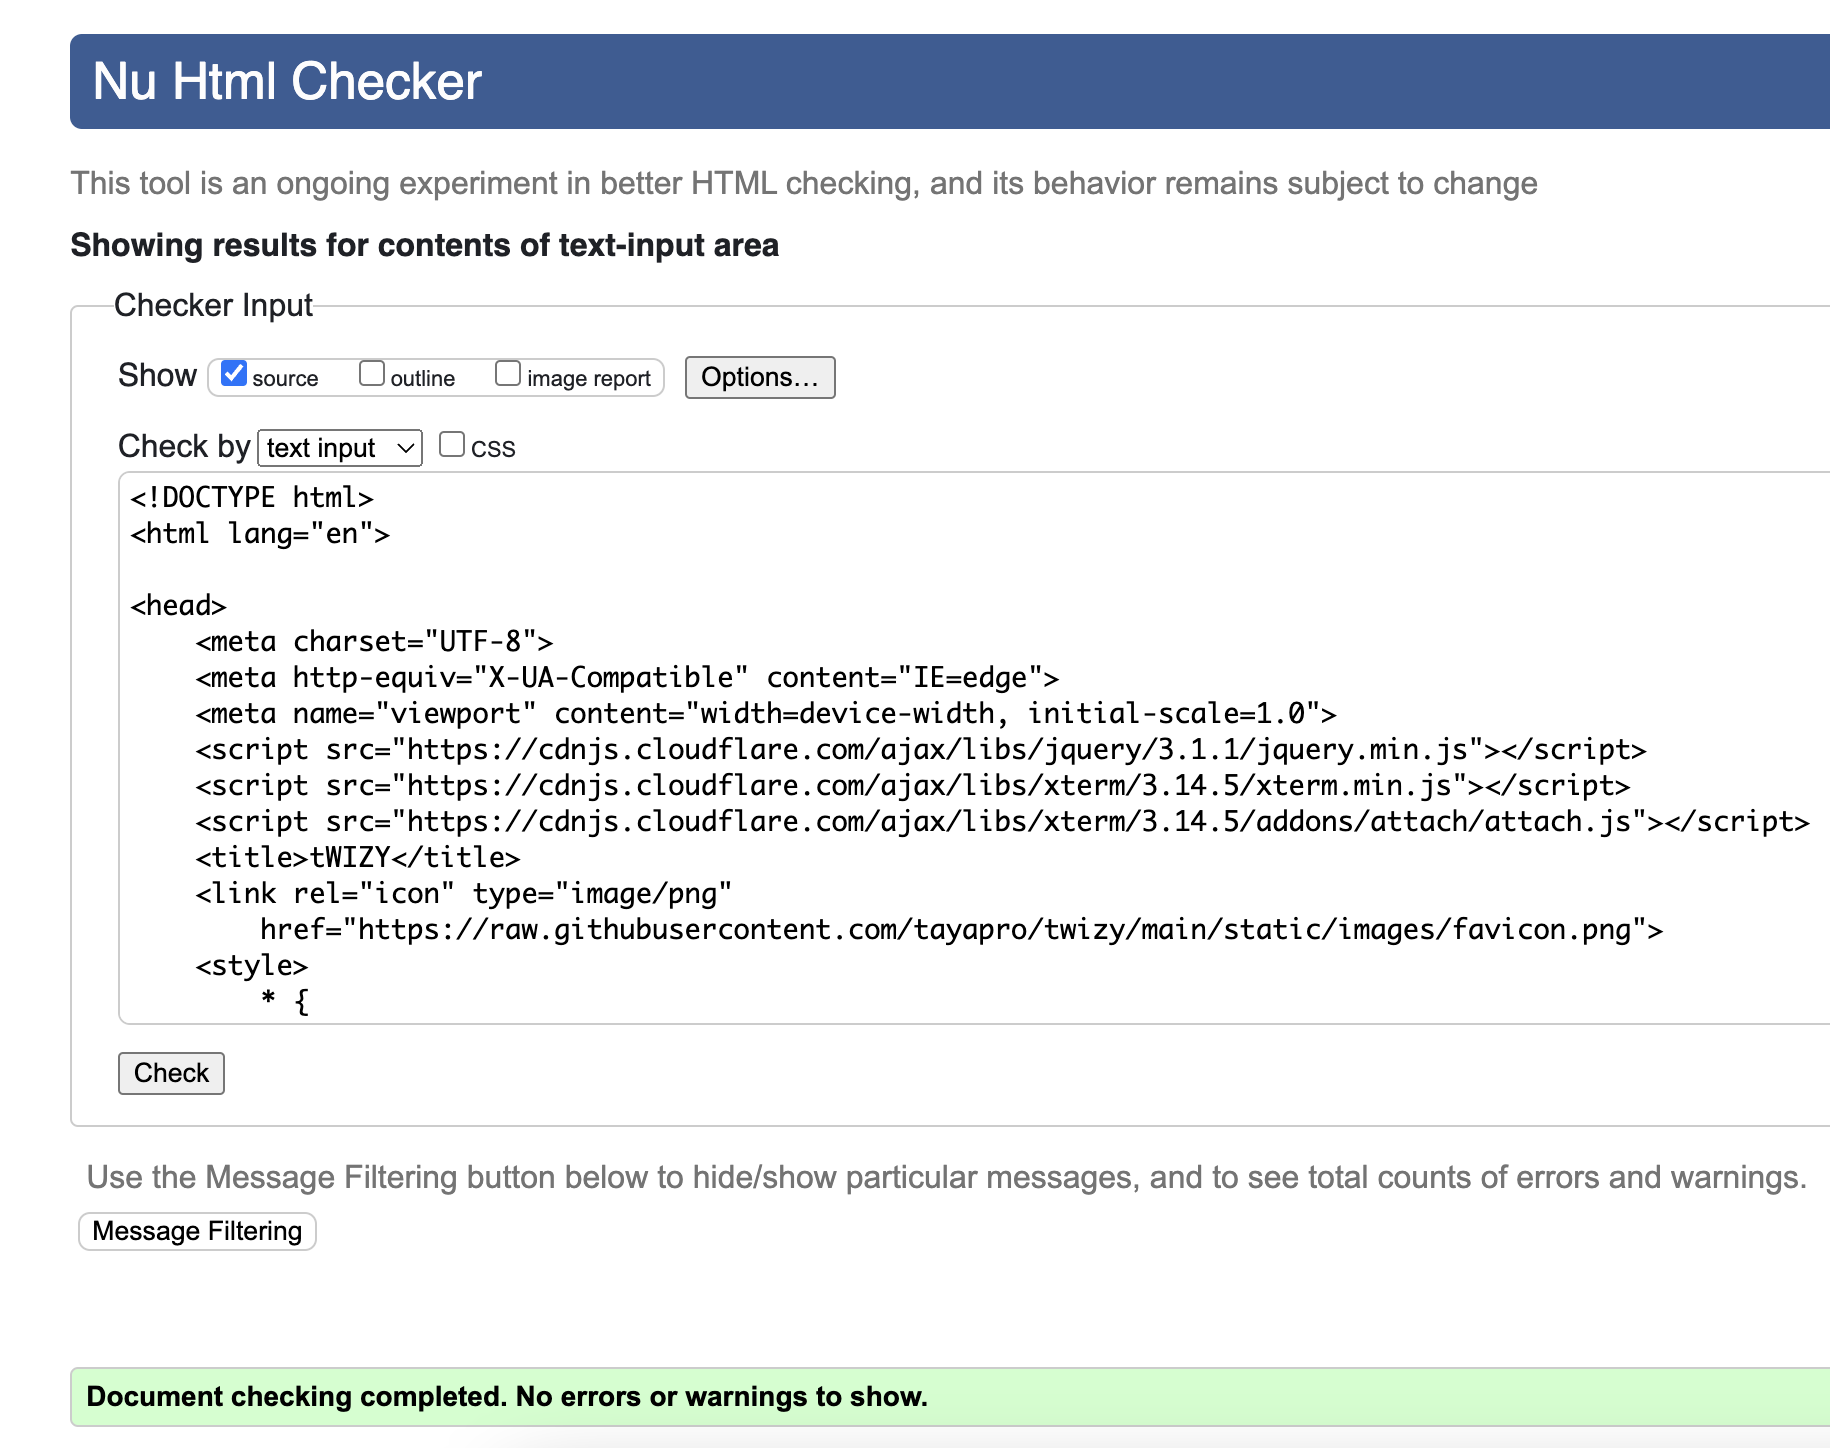 Nu Html Checker
This tool is an ongoing experiment in better HTML checking, and its behavior remains subject to change
Showing results for contents of text-input area
Checker Input
Show source outline image report Options…
Check by text input css
<!DOCTYPE html>
<html lang="en">
<head>
    <meta charset="UTF-8">
    <meta http-equiv="X-UA-Compatible" content="IE=edge">
    <meta name="viewport" content="width=device-width, initial-scale=1.0">
    <script src="https://cdnjs.cloudflare.com/ajax/libs/jquery/3.1.1/jquery.min.js"></script>
    <script src="https://cdnjs.cloudflare.com/ajax/libs/xterm/3.14.5/xterm.min.js"></script>
    <script src="https://cdnjs.cloudflare.com/ajax/libs/xterm/3.14.5/addons/attach/attach.js"></script>
    <title>tWIZY</title>
    <link rel="icon" type="image/png"
        href="https://raw.githubusercontent.com/tayapro/twizy/main/static/images/favicon.png">
    <style>
        * {
Check
Use the Message Filtering button below to hide/show particular messages, and to see total counts of errors and warnings.
Message Filtering
Document checking completed. No errors or warnings to show.